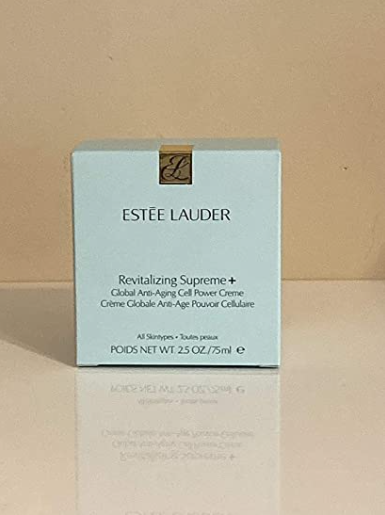 EL
ESTĒE LAUDER
Revitalizing Supreme+
Global Anti-Aging Cell Power Creme
Crème Globale Anti-Age Pouvoir Cellulaire
All Skintypes • Toutes peaux
POIDS NET WT. 2.5 OZ./75ml ℮